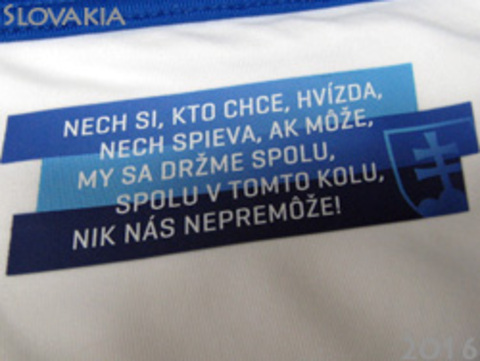 SLOVAKIA
NECH SI, KTO CHCE, HVÍZDA,
NECH SPIEVA, AK MÔŽE,
MY SA DRŽME SPOLU,
SPOLU V TOMTO KOLU,
NIK NÁS NEPREMÔŽE!
2016